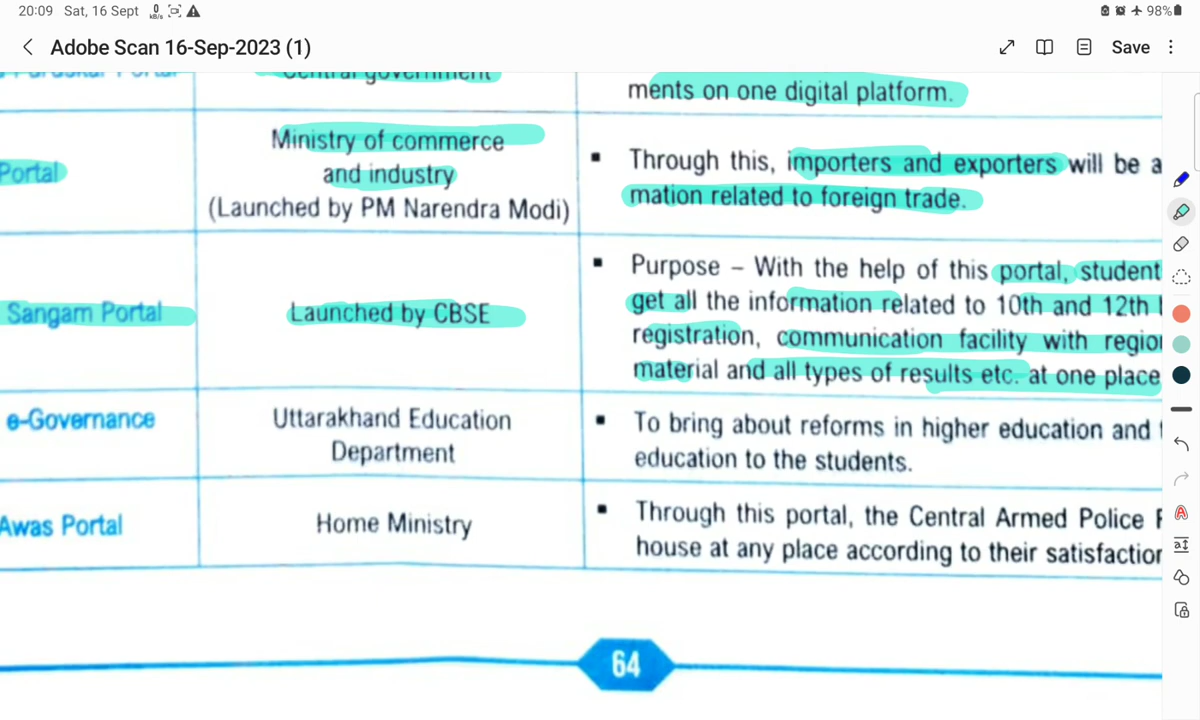 20:09 Sat, 16 Sept KB/s 98%
Adobe Scan 16-Sep-2023 (1)
Save
Central government
ments on one digital platform.
Portal
Ministry of commerce
and industry
(Launched by PM Narendra Modi)
Through this, importers and exporters will be a
mation related to foreign trade.
Sangam Portal
Launched by CBSE
Purpose – With the help of this portal, student
get all the information related to 10th and 12th
registration, communication facility with regio
material and all types of results etc. at one place
e-Governance
Uttarakhand Education
Department
To bring about reforms in higher education and
education to the students.
Awas Portal
Home Ministry
Through this portal, the Central Armed Police F
house at any place according to their satisfaction
64